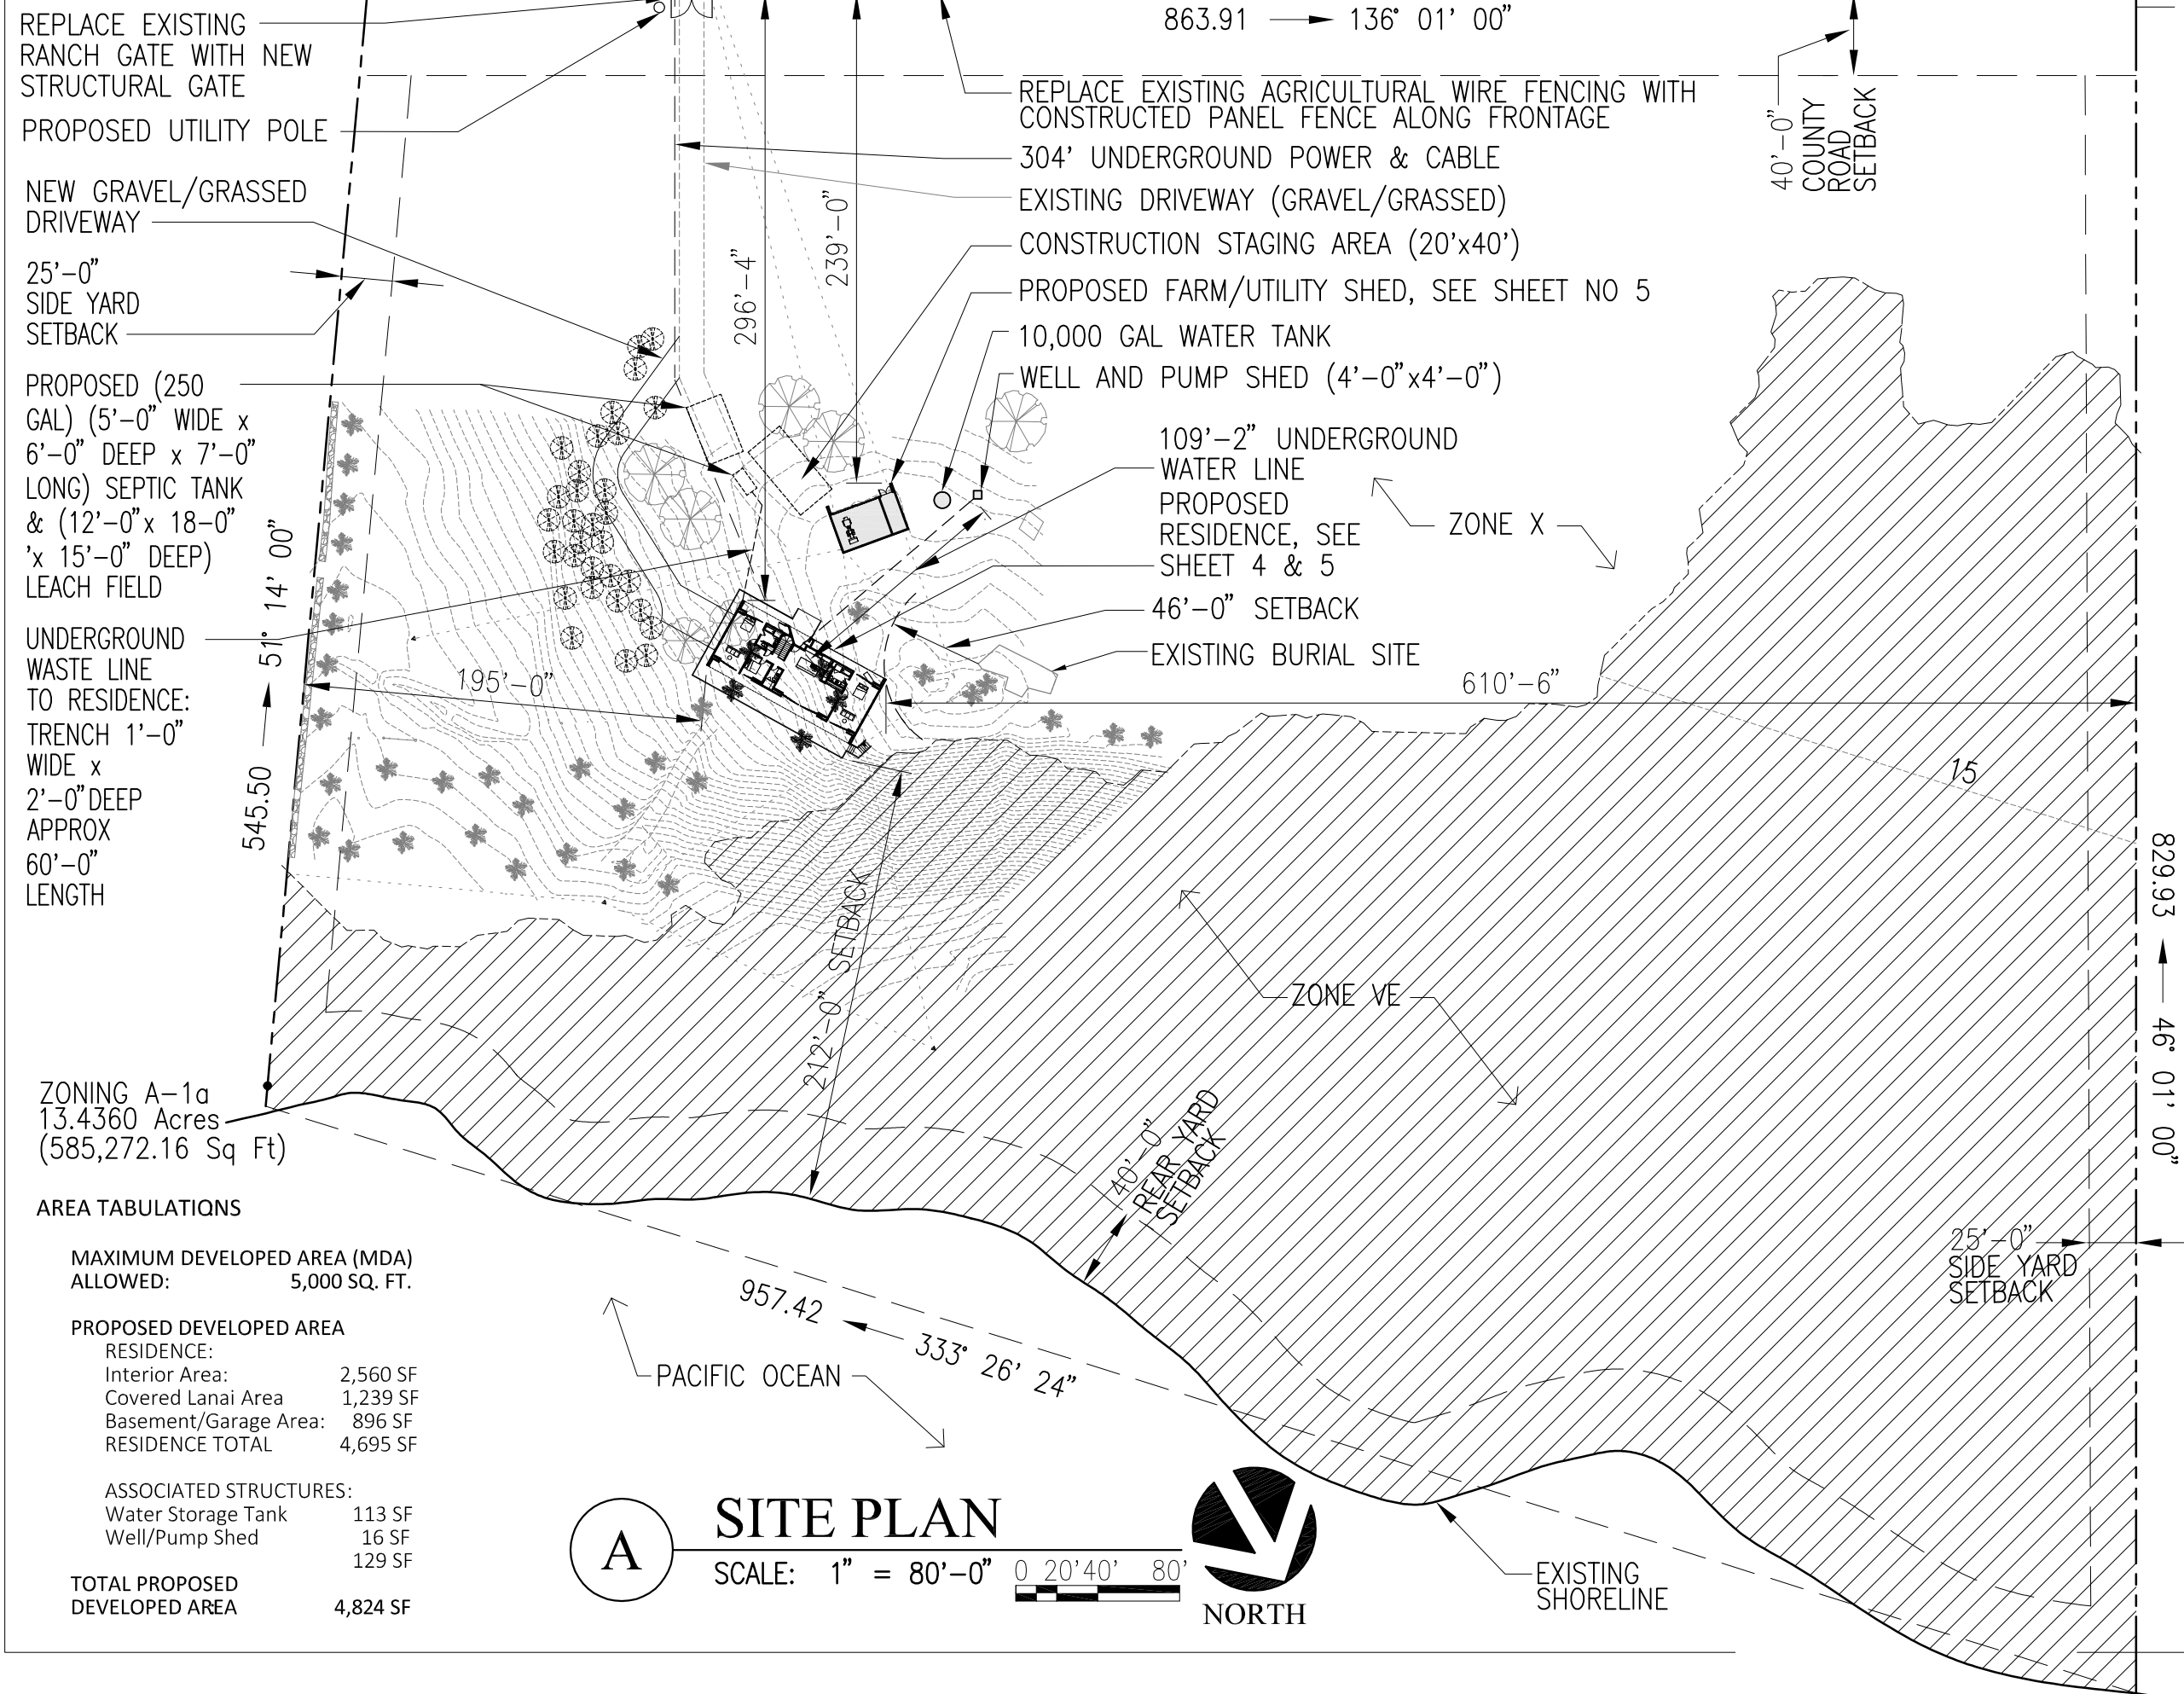 REPLACE EXISTING
RANCH GATE WITH NEW
STRUCTURAL GATE
PROPOSED UTILITY POLE
NEW GRAVEL/GRASSED
DRIVEWAY
25'-0"
SIDE YARD
SETBACK
PROPOSED (250
GAL) (5'-0" WIDE x
6'-0" DEEP x 7'-0"
LONG) SEPTIC TANK
& (12'-0"x 18-0"
'x 15'-0" DEEP)
LEACH FIELD
UNDERGROUND
WASTE LINE
TO RESIDENCE:
TRENCH 1'-0"
WIDE x
2'-0"DEEP
APPROX
60'-0"
LENGTH
545.50 51° 14' 00"
195'-0"
296'-4"
239'-0"
863.91 136° 01' 00"
REPLACE EXISTING AGRICULTURAL WIRE FENCING WITH
CONSTRUCTED PANEL FENCE ALONG FRONTAGE
304' UNDERGROUND POWER & CABLE
EXISTING DRIVEWAY (GRAVEL/GRASSED)
CONSTRUCTION STAGING AREA (20'x40')
PROPOSED FARM/UTILITY SHED, SEE SHEET NO 5
10,000 GAL WATER TANK
WELL AND PUMP SHED (4'-0"x4'-0")
109'-2" UNDERGROUND
WATER LINE
PROPOSED
RESIDENCE, SEE
SHEET 4 & 5
46'-0" SETBACK
EXISTING BURIAL SITE
ZONE X
40'-0"
COUNTY
ROAD
SETBACK
610'-6"
15
829.93 46° 01' 00"
ZONE VE
212'-0" SETBACK
40'-0"
REAR YARD
SETBACK
25'-0"
SIDE YARD
SETBACK
957.42 333° 26' 24"
PACIFIC OCEAN
EXISTING
SHORELINE
ZONING A-1a
13.4360 Acres
(585,272.16 Sq Ft)
AREA TABULATIONS
MAXIMUM DEVELOPED AREA (MDA)
ALLOWED: 5,000 SQ. FT.
PROPOSED DEVELOPED AREA
RESIDENCE:
Interior Area: 2,560 SF
Covered Lanai Area 1,239 SF
Basement/Garage Area: 896 SF
RESIDENCE TOTAL 4,695 SF
ASSOCIATED STRUCTURES:
Water Storage Tank 113 SF
Well/Pump Shed 16 SF
129 SF
TOTAL PROPOSED
DEVELOPED AREA 4,824 SF
A
SITE PLAN
SCALE: 1" = 80'-0"
0 20'40' 80'
NORTH